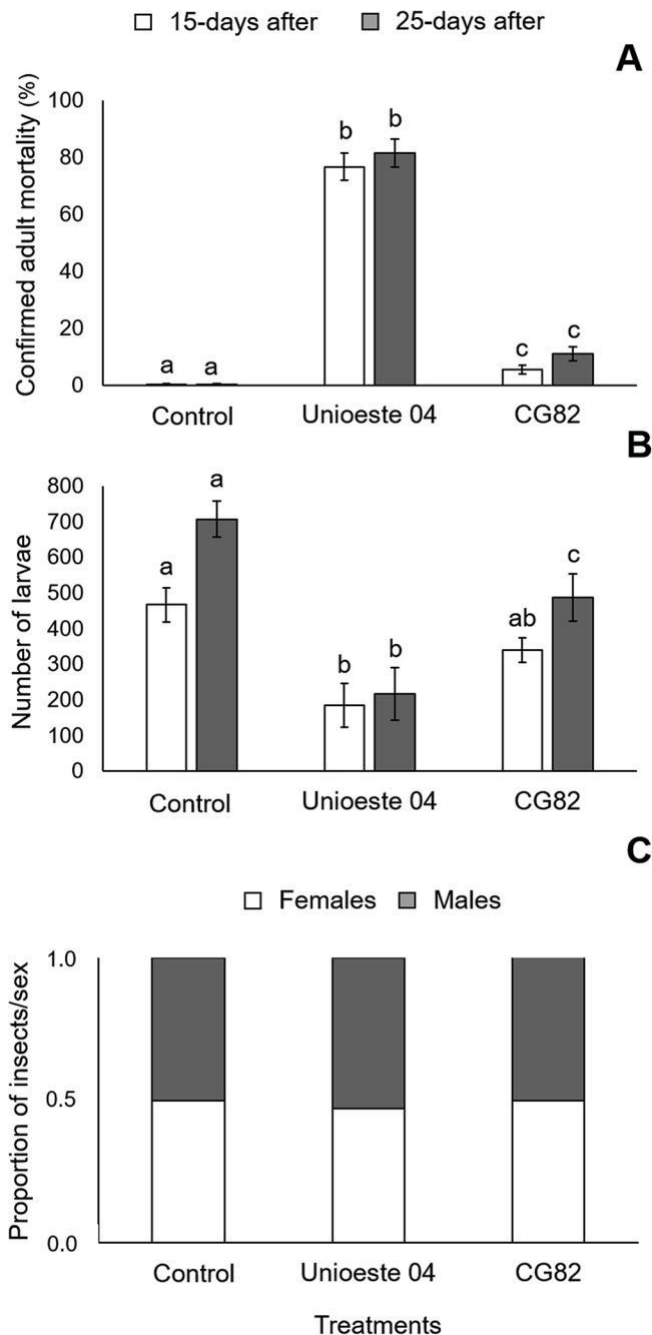 15-days after 25-days after
A
Confirmed adult mortality (%)
100
80
60
40
20
0
a a
b b
c c
Control Unioeste 04 CG82
B
Number of larvae
800
700
600
500
400
300
200
100
0
a a
b b
ab c
Control Unioeste 04 CG82
C
Females Males
Proportion of insects/sex
1.0
0.5
0.0
Control Unioeste 04 CG82
Treatments